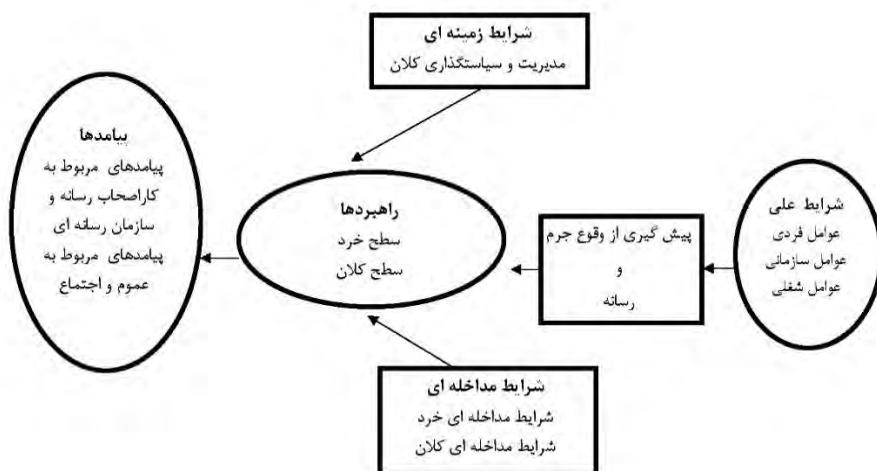 شرایط زمینه ای
مدیریت و سیاستگذاری کلان
شرایط علی
عوامل فردی
عوامل سازمانی
عوامل شغلی
پیش گیری از وقوع جرم
و
رسانه
راهبردها
سطح خرد
سطح کلان
پیامدها
پیامدهای مربوط به
کاراصحاب رسانه و
سازمان رسانه ای
پیامدهای مربوط به
عموم و اجتماع
شرایط مداخله ای
شرایط مداخله ای خرد
شرایط مداخله ای کلان